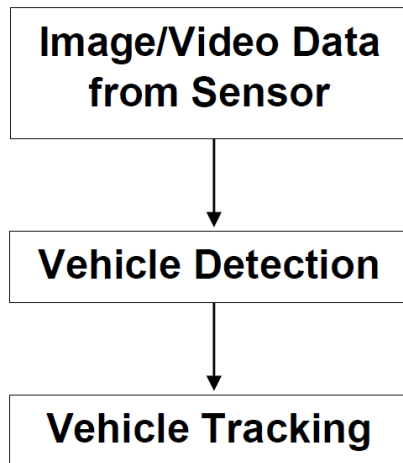 Image/Video Data
from Sensor
Vehicle Detection
Vehicle Tracking